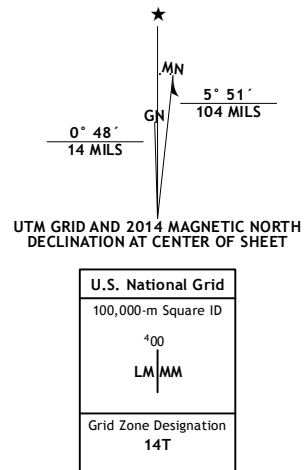 ★
MN
GN
5° 51´
104 MILS
0° 48´
14 MILS
UTM GRID AND 2014 MAGNETIC NORTH
DECLINATION AT CENTER OF SHEET
U.S. National Grid
100,000-m Square ID
⁴00
LM MM
Grid Zone Designation
14T